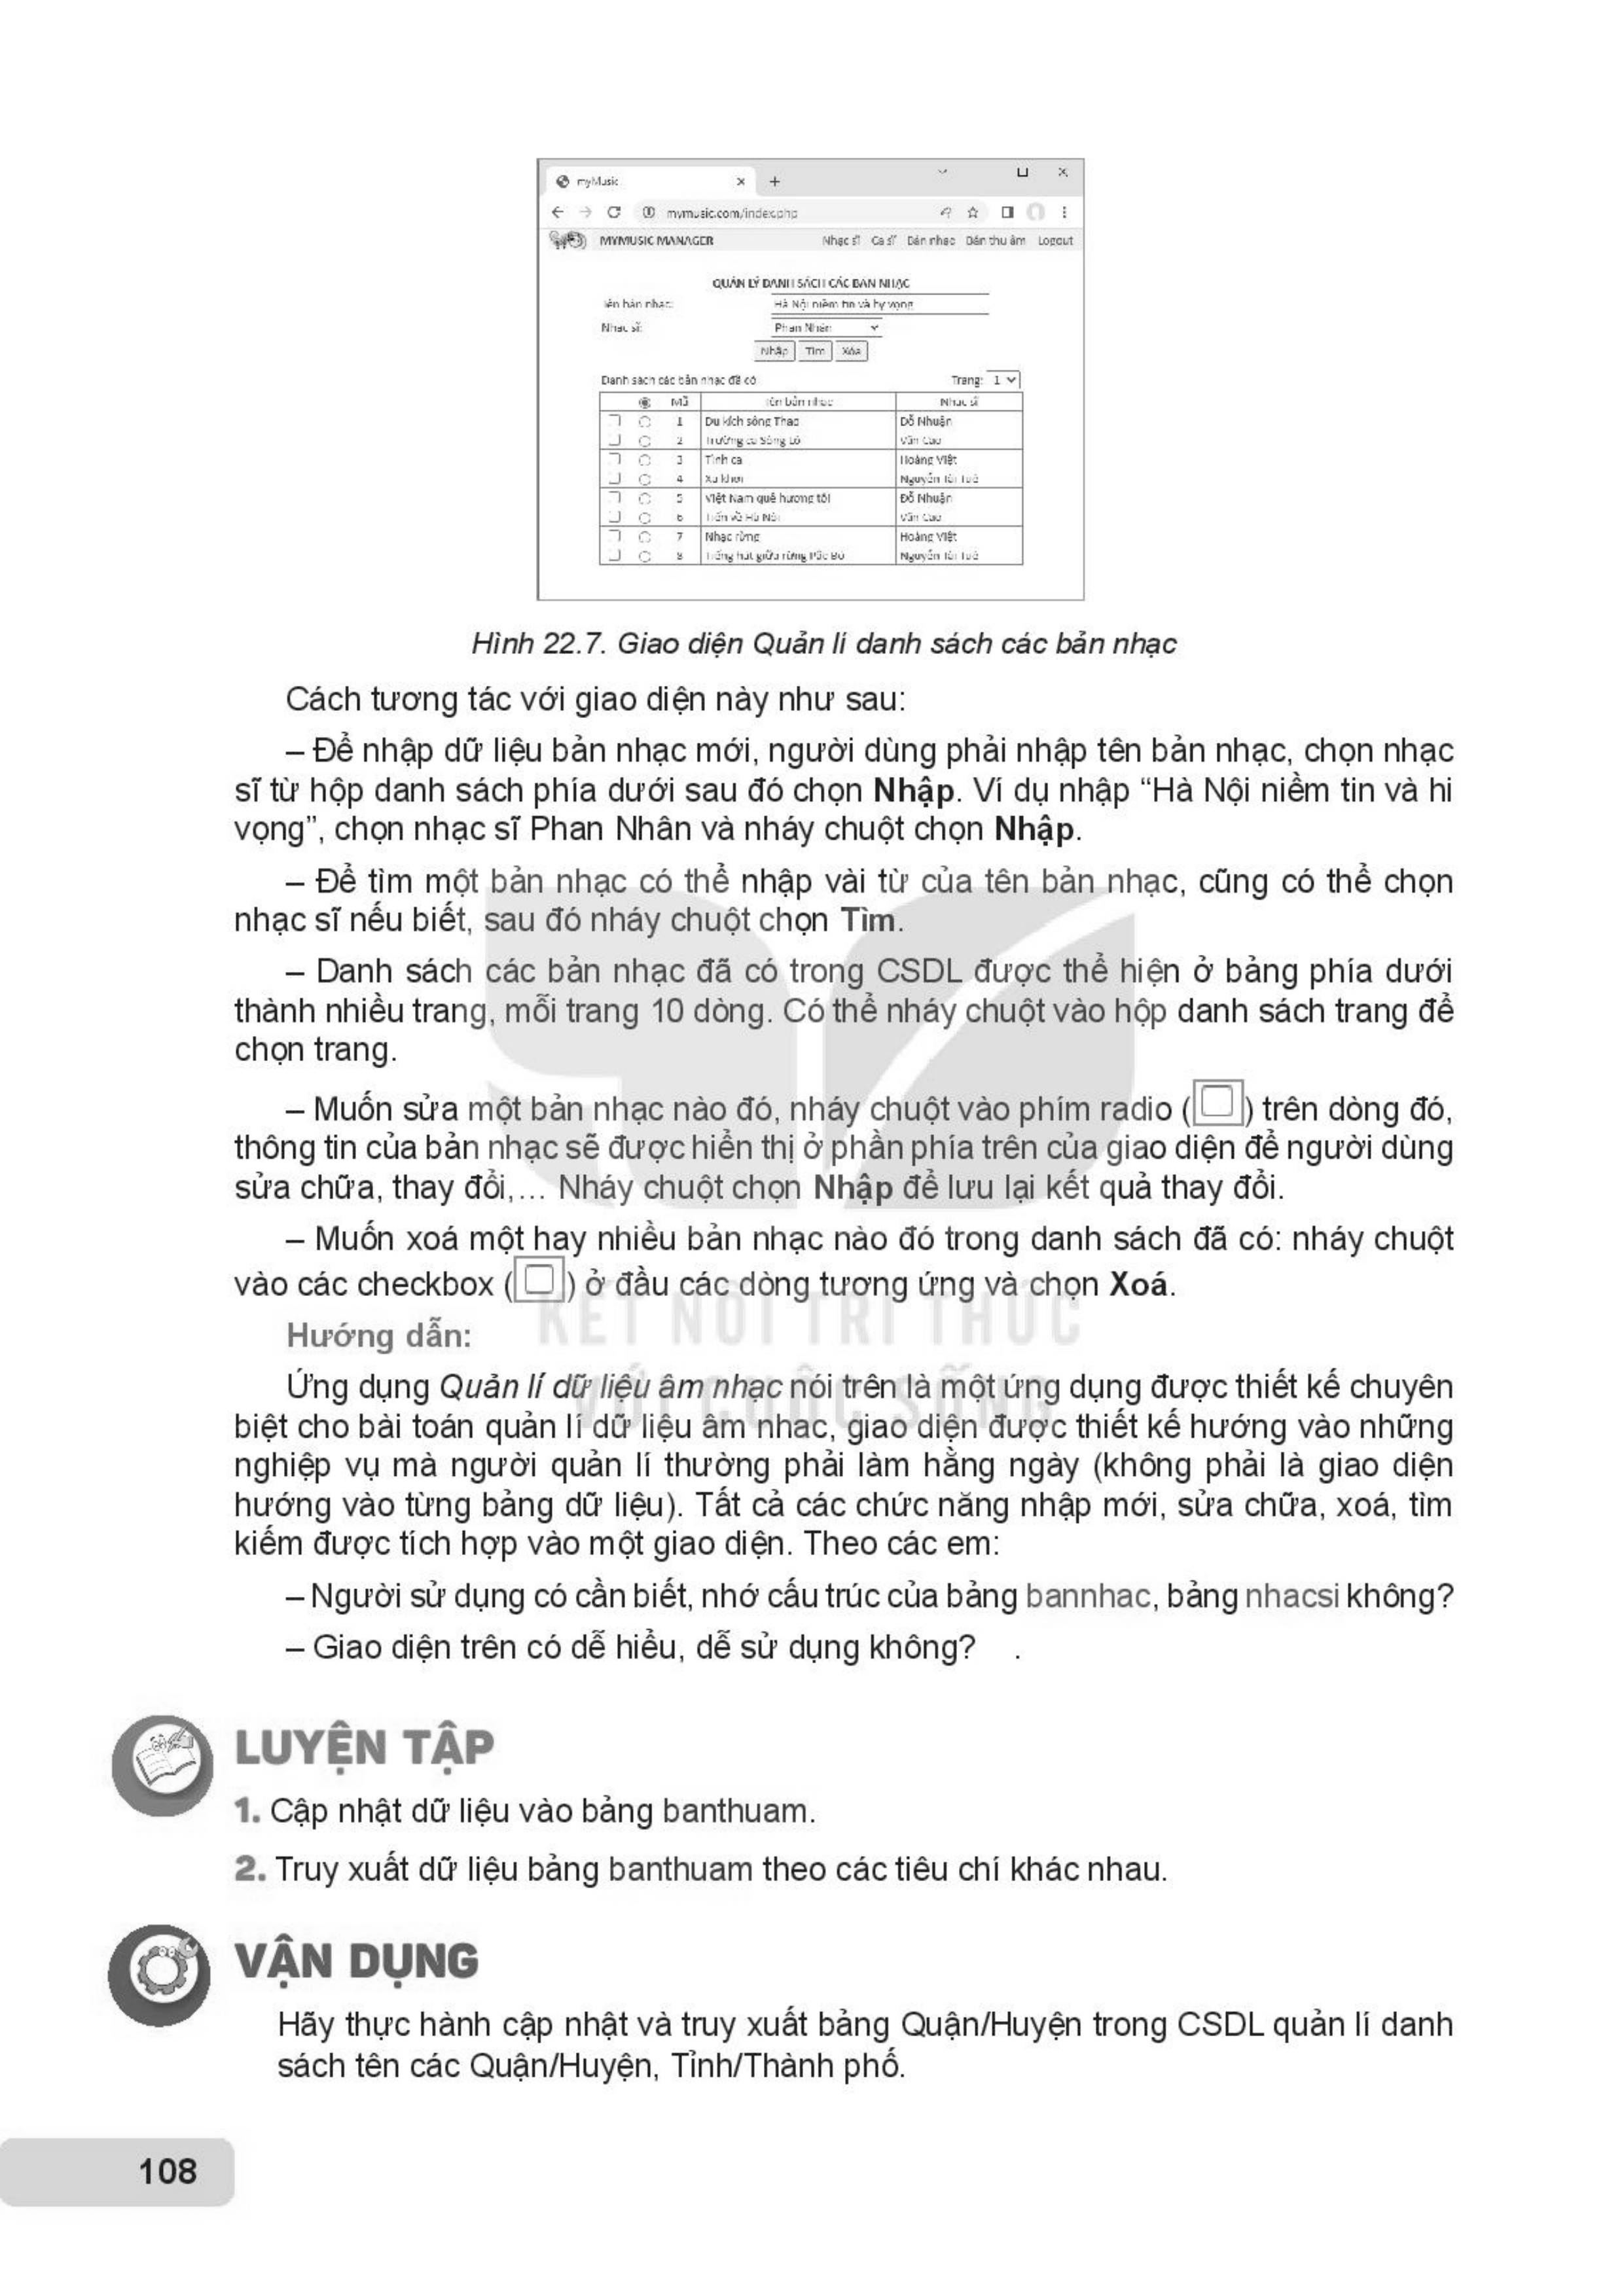 myMusic
mymusic.com/index.php
MYMUSIC MANAGER Nhạc sĩ Ca sĩ Bản nhạc Bản thu âm Logout
QUẢN LÝ DANH SÁCH CÁC BẢN NHẠC
Tên bản nhạc: Hà Nội niềm tin và hy vọng
Nhạc sĩ: Phan Nhân
Nhập Tìm Xóa
Danh sách các bản nhạc đã có Trang: 1
Mã Tên bản nhạc Nhạc sĩ
1 Du kích sông Thao Đỗ Nhuận
2 Trường ca Sông Lô Văn Cao
3 Tình ca Hoàng Việt
4 Xa khơi Nguyễn Tài Tuệ
5 Việt Nam quê hương tôi Đỗ Nhuận
6 Tiến về Hà Nội Văn Cao
7 Nhạc rừng Hoàng Việt
8 Tiếng hát giữa rừng Pắc Bó Nguyễn Tài Tuệ
Hình 22.7. Giao diện Quản lí danh sách các bản nhạc
Cách tương tác với giao diện này như sau:
– Để nhập dữ liệu bản nhạc mới, người dùng phải nhập tên bản nhạc, chọn nhạc
sĩ từ hộp danh sách phía dưới sau đó chọn Nhập. Ví dụ nhập “Hà Nội niềm tin và hi
vọng”, chọn nhạc sĩ Phan Nhân và nháy chuột chọn Nhập.
– Để tìm một bản nhạc có thể nhập vài từ của tên bản nhạc, cũng có thể chọn
nhạc sĩ nếu biết, sau đó nháy chuột chọn Tìm.
– Danh sách các bản nhạc đã có trong CSDL được thể hiện ở bảng phía dưới
thành nhiều trang, mỗi trang 10 dòng. Có thể nháy chuột vào hộp danh sách trang để
chọn trang.
– Muốn sửa một bản nhạc nào đó, nháy chuột vào phím radio (▢) trên dòng đó,
thông tin của bản nhạc sẽ được hiển thị ở phần phía trên của giao diện để người dùng
sửa chữa, thay đổi,... Nháy chuột chọn Nhập để lưu lại kết quả thay đổi.
– Muốn xoá một hay nhiều bản nhạc nào đó trong danh sách đã có: nháy chuột
vào các checkbox (▢) ở đầu các dòng tương ứng và chọn Xoá.
KẾT NỐI TRI THỨC
VỚI CUỘC SỐNG
Hướng dẫn:
Ứng dụng Quản lí dữ liệu âm nhạc nói trên là một ứng dụng được thiết kế chuyên
biệt cho bài toán quản lí dữ liệu âm nhac, giao diện được thiết kế hướng vào những
nghiệp vụ mà người quản lí thường phải làm hằng ngày (không phải là giao diện
hướng vào từng bảng dữ liệu). Tất cả các chức năng nhập mới, sửa chữa, xoá, tìm
kiếm được tích hợp vào một giao diện. Theo các em:
– Người sử dụng có cần biết, nhớ cấu trúc của bảng bannhac, bảng nhacsi không?
– Giao diện trên có dễ hiểu, dễ sử dụng không? .
LUYỆN TẬP
1. Cập nhật dữ liệu vào bảng banthuam.
2. Truy xuất dữ liệu bảng banthuam theo các tiêu chí khác nhau.
VẬN DỤNG
Hãy thực hành cập nhật và truy xuất bảng Quận/Huyện trong CSDL quản lí danh
sách tên các Quận/Huyện, Tỉnh/Thành phố.
108